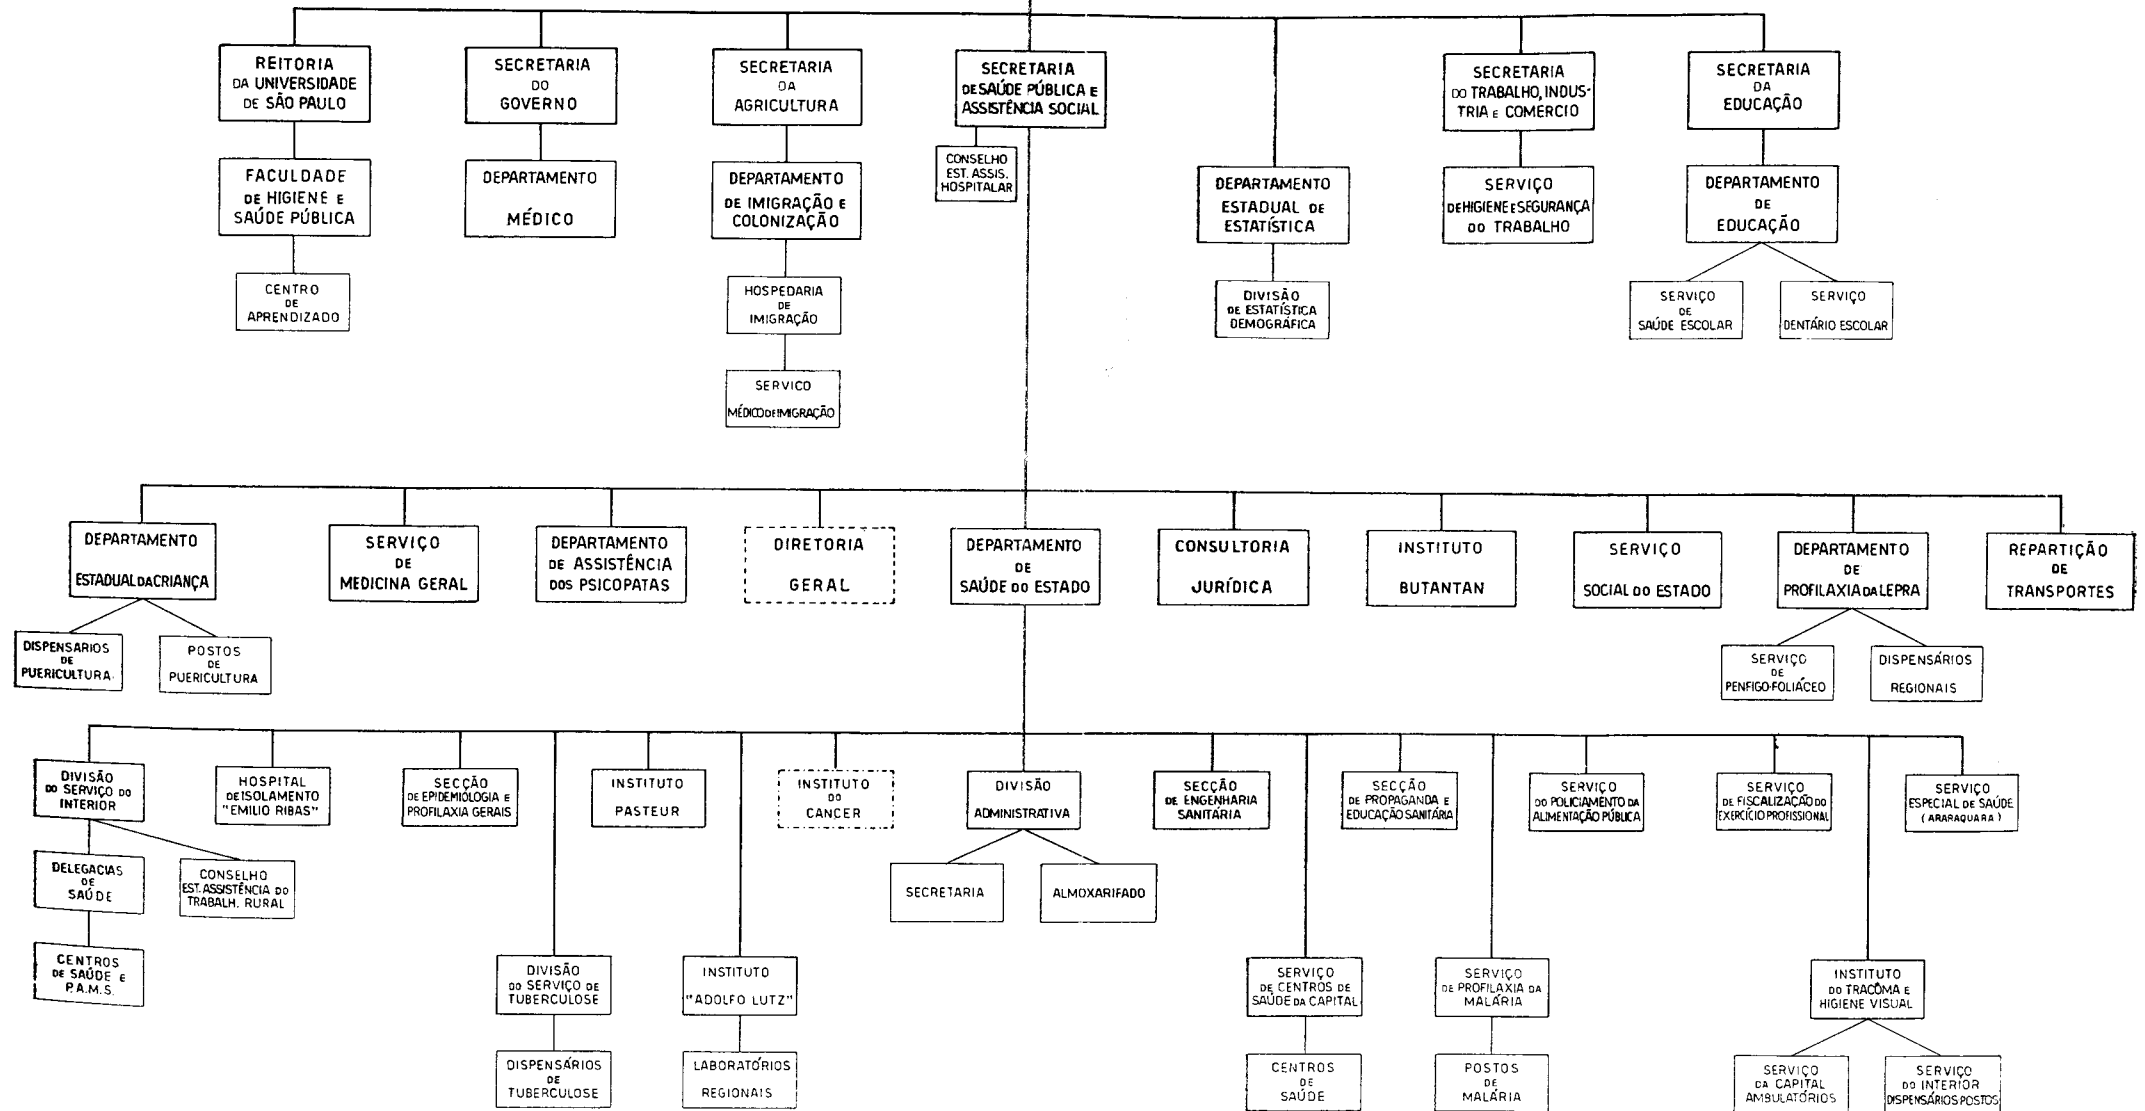 REITORIA
DA UNIVERSIDADE
DE SÃO PAULO
SECRETARIA
DO
GOVERNO
SECRETARIA
DA
AGRICULTURA
SECRETARIA
DE SAÚDE PÚBLICA E
ASSISTÊNCIA SOCIAL
SECRETARIA
DO TRABALHO, INDUS-
TRIA E COMERCIO
SECRETARIA
DA
EDUCAÇÃO
CONSELHO
EST. ASSIS.
HOSPITALAR
FACULDADE
DE HIGIENE E
SAÚDE PÚBLICA
DEPARTAMENTO
MÉDICO
DEPARTAMENTO
DE IMIGRAÇÃO E
COLONIZAÇÃO
DEPARTAMENTO
ESTADUAL DE
ESTATÍSTICA
SERVIÇO
DE HIGIENE E SEGURANÇA
DO TRABALHO
DEPARTAMENTO
DE
EDUCAÇÃO
CENTRO
DE
APRENDIZADO
HOSPEDARIA
DE
IMIGRAÇÃO
DIVISÃO
DE ESTATÍSTICA
DEMOGRÁFICA
SERVIÇO
DE
SAÚDE ESCOLAR
SERVIÇO
DENTÁRIO ESCOLAR
SERVICO
MÉDICO DE IMIGRAÇÃO
DEPARTAMENTO
ESTADUAL DA CRIANÇA
SERVIÇO
DE
MEDICINA GERAL
DEPARTAMENTO
DE ASSISTÊNCIA
DOS PSICOPATAS
DIRETORIA
GERAL
DEPARTAMENTO
DE
SAÚDE DO ESTADO
CONSULTORIA
JURÍDICA
INSTITUTO
BUTANTAN
SERVIÇO
SOCIAL DO ESTADO
DEPARTAMENTO
DE
PROFILAXIA DA LEPRA
REPARTIÇÃO
DE
TRANSPORTES
DISPENSARIOS
DE
PUERICULTURA
POSTOS
DE
PUERICULTURA
SERVIÇO
DE
PENFIGO-FOLIÁCEO
DISPENSÁRIOS
REGIONAIS
DIVISÃO
DO SERVIÇO DO
INTERIOR
HOSPITAL
DE ISOLAMENTO
"EMILIO RIBAS"
SECÇÃO
DE EPIDEMIÓLOGIA E
PROFILAXIA GERAIS
INSTITUTO
PASTEUR
INSTITUTO
DO
CANCER
DIVISÃO
ADMINISTRATIVA
SECÇÃO
DE ENGENHARIA
SANITÁRIA
SECÇÃO
DE PROPAGANDA E
EDUCAÇÃO SANITÁRIA
SERVIÇO
DO POLICIAMENTO DA
ALIMENTAÇÃO PÚBLICA
SERVIÇO
DE FISCALIZAÇÃO DO
EXERCÍCIO PROFISSIONAL
SERVIÇO
ESPECIAL DE SAÚDE
(ARARAQUARA)
DELEGACIAS
DE
SAÚDE
CONSELHO
EST. ASSISTÊNCIA DO
TRABALH. RURAL
SECRETARIA
ALMOXARIFADO
CENTROS
DE SAÚDE E
P.A.M.S.
DIVISÃO
DO SERVIÇO DE
TUBERCULOSE
INSTITUTO
"ADOLFO LUTZ"
SERVIÇO
DE CENTROS DE
SAÚDE DA CAPITAL
SERVIÇO
DE PROFILAXIA DA
MALÁRIA
INSTITUTO
DO TRACÔMA E
HIGIENE VISUAL
DISPENSÁRIOS
DE
TUBERCULOSE
LABORATÓRIOS
REGIONAIS
CENTROS
DE
SAÚDE
POSTOS
DE
MALÁRIA
SERVIÇO
DA CAPITAL
AMBULATÓRIOS
SERVIÇO
DO INTERIOR
DISPENSÁRIOS POSTOS